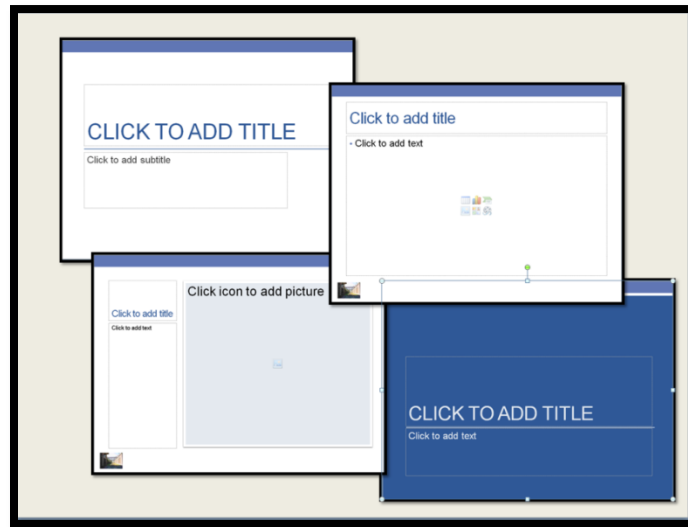 CLICK TO ADD TITLE
Click to add subtitle
Click to add title
- Click to add text
Click icon to add picture
Click to add title
Click to add text
CLICK TO ADD TITLE
Click to add text